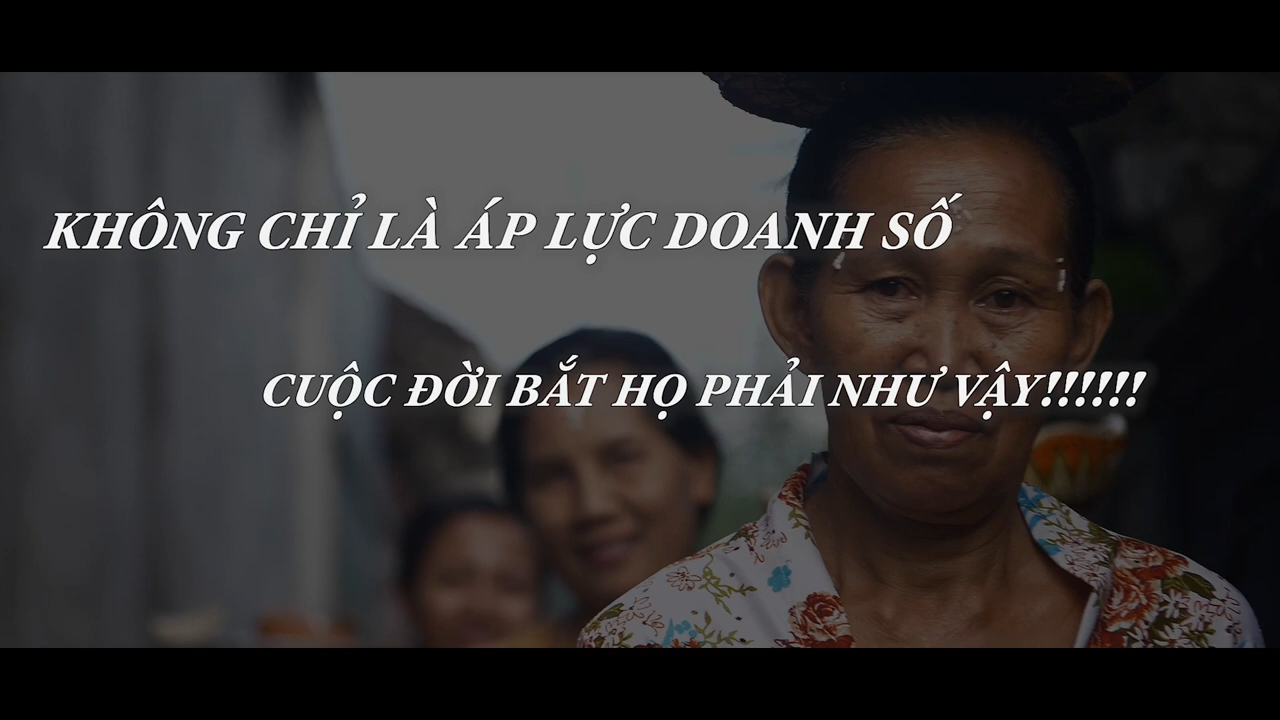 KHÔNG CHỈ LÀ ÁP LỰC DOANH SỐ
CUỘC ĐỜI BẮT HỌ PHẢI NHƯ VẬY!!!!!!